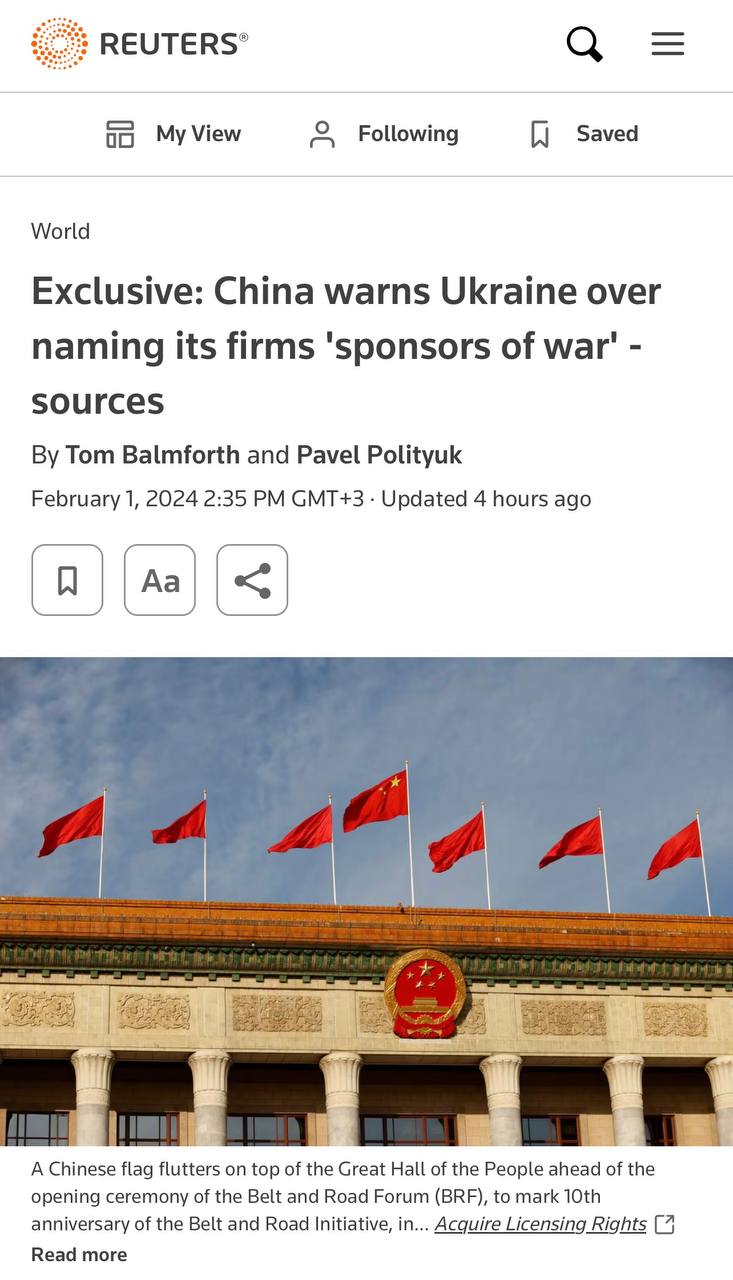 REUTERS®
My View
Following
Saved
World
Exclusive: China warns Ukraine over
naming its firms 'sponsors of war' -
sources
By Tom Balmforth and Pavel Polityuk
February 1, 2024 2:35 PM GMT+3 · Updated 4 hours ago
Aa
A Chinese flag flutters on top of the Great Hall of the People ahead of the
opening ceremony of the Belt and Road Forum (BRF), to mark 10th
anniversary of the Belt and Road Initiative, in... Acquire Licensing Rights
Read more